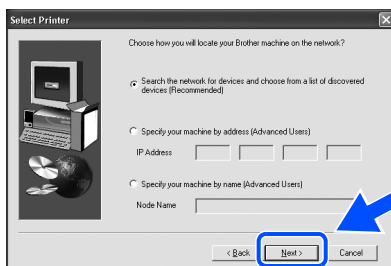 Select Printer
Choose how you will locate your Brother machine on the network?
Search the network for devices and choose from a list of discovered
devices (Recommended)
Specify your machine by address (Advanced Users)
IP Address
Specify your machine by name (Advanced Users)
Node Name
< Back
Next >
Cancel